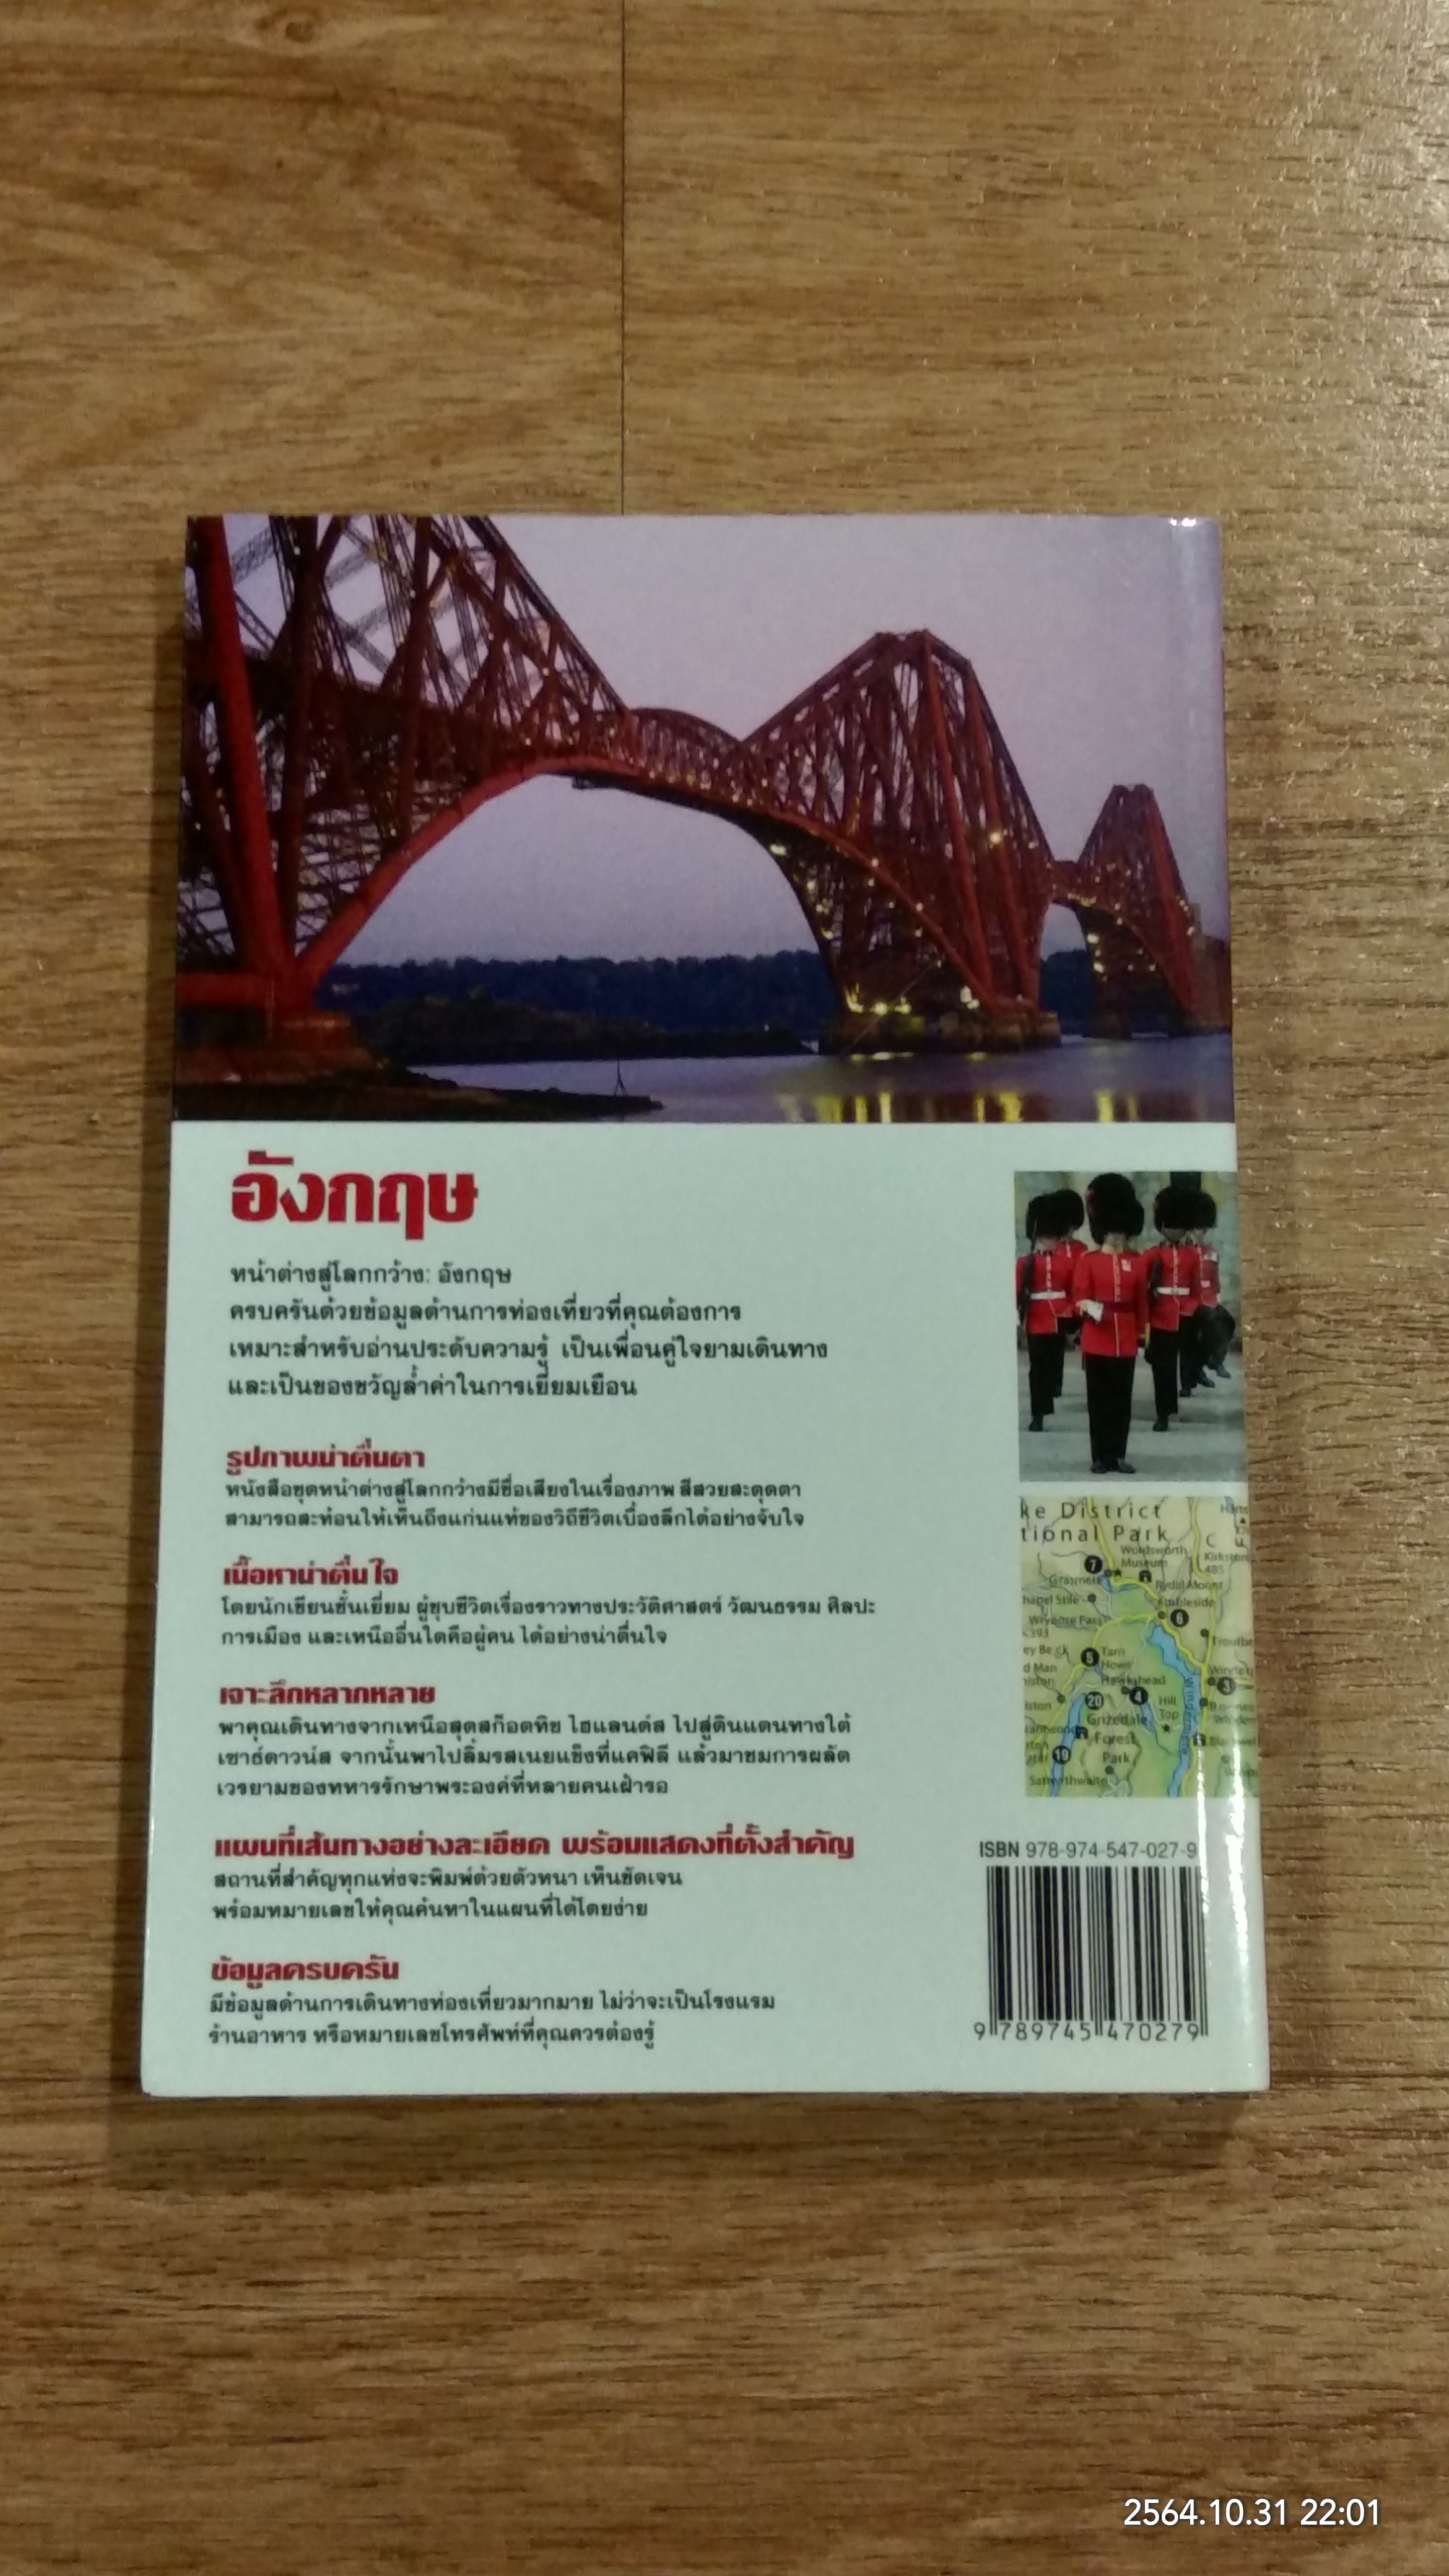 อังกฤษ
หน้าต่างสู่โลกกว้าง: อังกฤษ
ครบครันด้วยข้อมูลด้านการท่องเที่ยวที่คุณต้องการ
เหมาะสำหรับอ่านประดับความรู้ เป็นเพื่อนคู่ใจยามเดินทาง
และเป็นของขวัญล้ำค่าในการเยี่ยมเยือน
รูปภาพน่าตื่นตา
หนังสือชุดหน้าต่างสู่โลกกว้างมีชื่อเสียงในเรื่องภาพ สีสวยสะดุดตา
สามารถสะท้อนให้เห็นถึงแก่นแท้ของวิถีชีวิตเบื้องลึกได้อย่างจับใจ
เนื้อหาน่าตื่นใจ
โดยนักเขียนชั้นเยี่ยม ผู้ชุบชีวิตเรื่องราวทางประวัติศาสตร์ วัฒนธรรม ศิลปะ
การเมือง และเหนืออื่นใดคือผู้คน ได้อย่างน่าตื่นใจ
เจาะลึกหลากหลาย
พาคุณเดินทางจากเหนือสุดสก็อตทิช ไฮแลนด์ส ไปสู่ดินแดนทางใต้
เซาธ์ดาวน์ส จากนั้นพาไปลิ้มรสเนยแข็งที่แคฟิลี แล้วมาชมการผลัด
เวรยามของทหารรักษาพระองค์ที่หลายคนเฝ้ารอ
แผนที่เส้นทางอย่างละเอียด พร้อมแสดงที่ตั้งสำคัญ
สถานที่สำคัญทุกแห่งจะพิมพ์ด้วยตัวหนา เห็นชัดเจน
พร้อมหมายเลขให้คุณค้นหาในแผนที่ได้โดยง่าย
ข้อมูลครบครัน
มีข้อมูลด้านการเดินทางท่องเที่ยวมากมาย ไม่ว่าจะเป็นโรงแรม
ร้านอาหาร หรือหมายเลขโทรศัพท์ที่คุณควรต้องรู้
ke District
tional Park
Wordsworth
Museum
7
Grasmere
Rydal Mount
hapel Stile
Ambleside
6
Wrynose Pass
393
5
Tarn
Hows
d Man
Hawkshead
3
20
4
Hill
Top
Grizedale
Forest
Park
19
Satterthwaite
Windermere
ISBN 978-974-547-027-9
9 789745 470279
2564.10.31 22:01